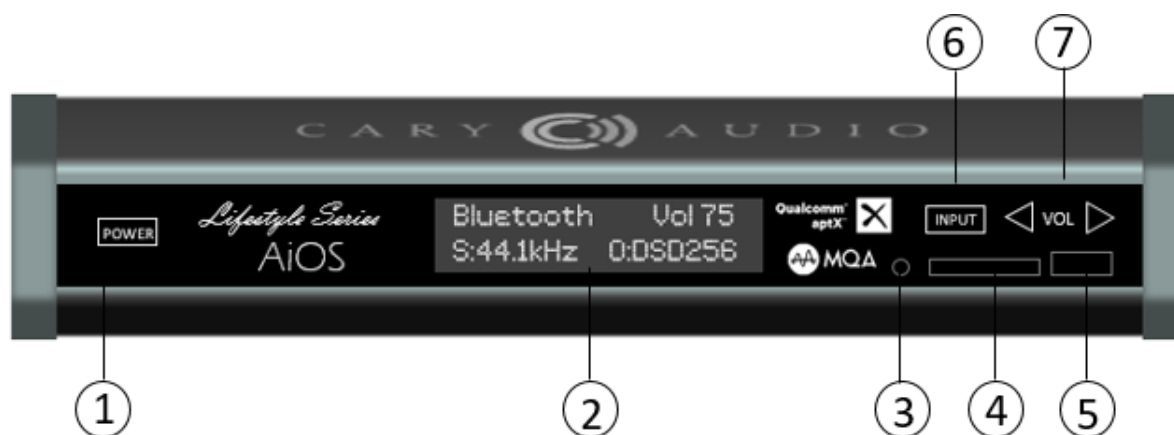 6 7
CARY AUDIO
POWER
Lifestyle Series
AiOS
Bluetooth Vol 75
S:44.1kHz O:DSD256
Qualcomm®
aptX™
MQA
INPUT
VOL
1 2 3 4 5